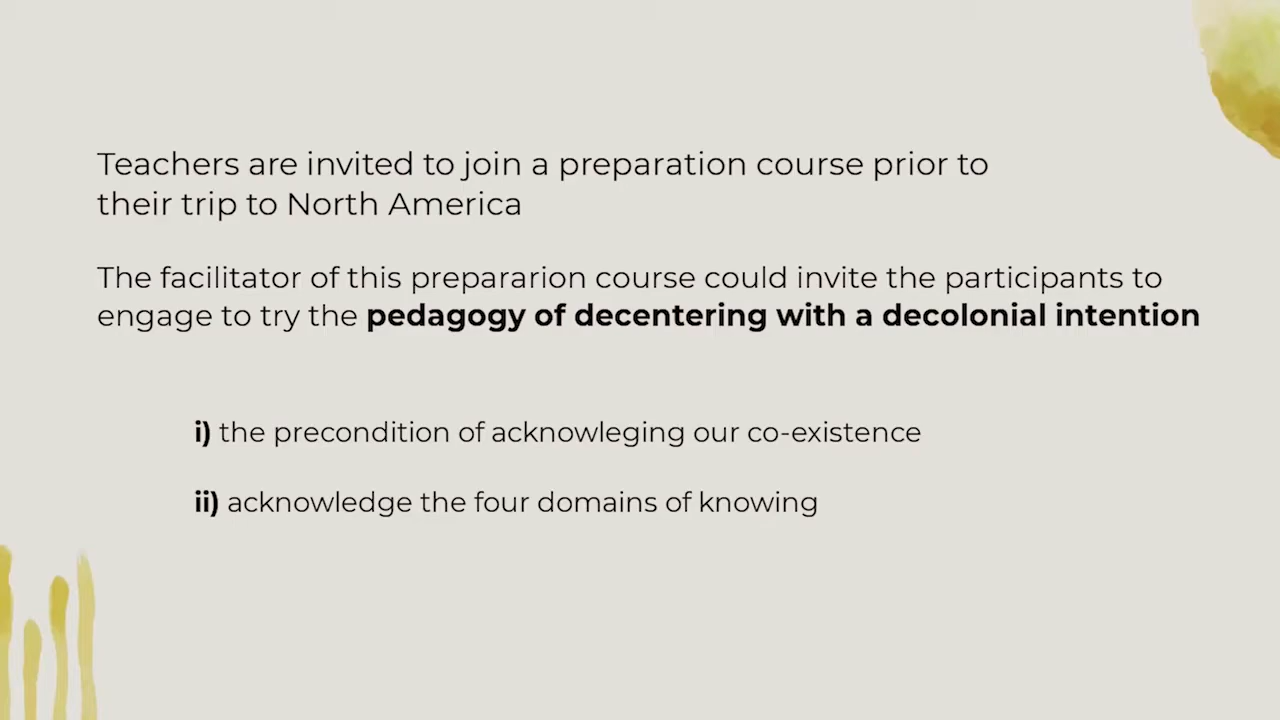 Teachers are invited to join a preparation course prior to
their trip to North America
The facilitator of this prepararion course could invite the participants to
engage to try the pedagogy of decentering with a decolonial intention
i) the precondition of acknowleging our co-existence
ii) acknowledge the four domains of knowing